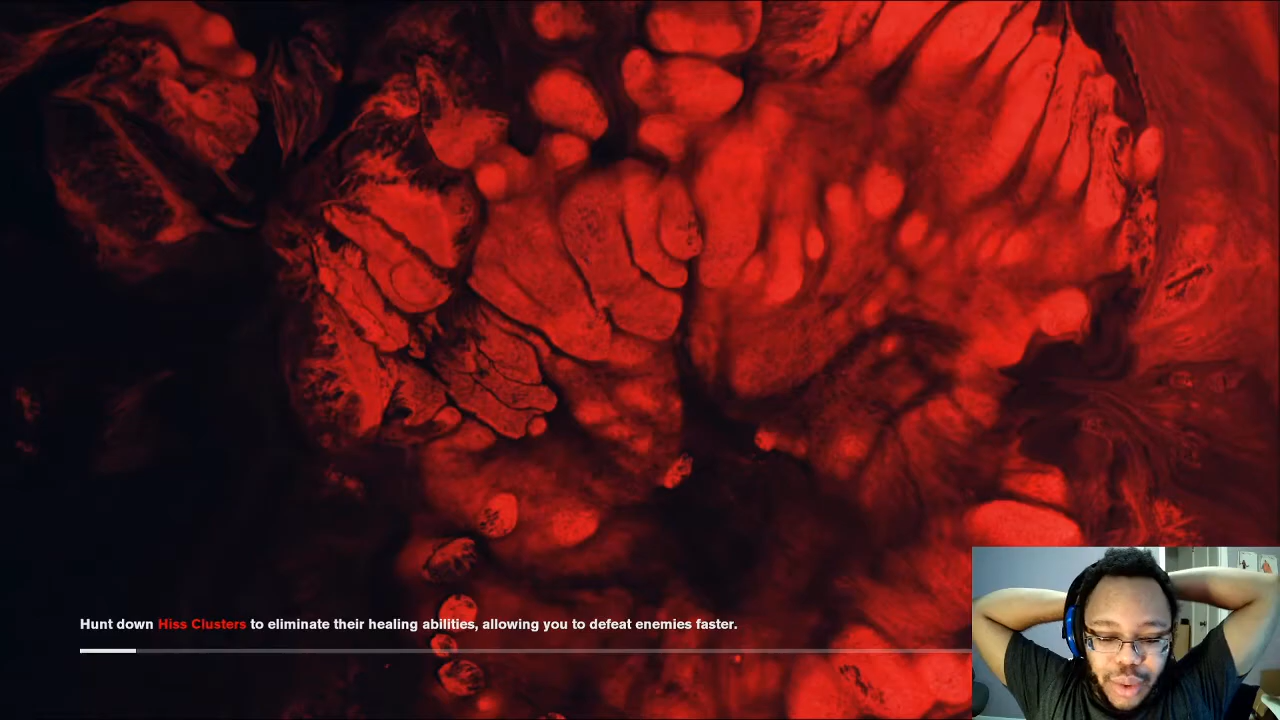 Hunt down Hiss Clusters to eliminate their healing abilities, allowing you to defeat enemies faster.